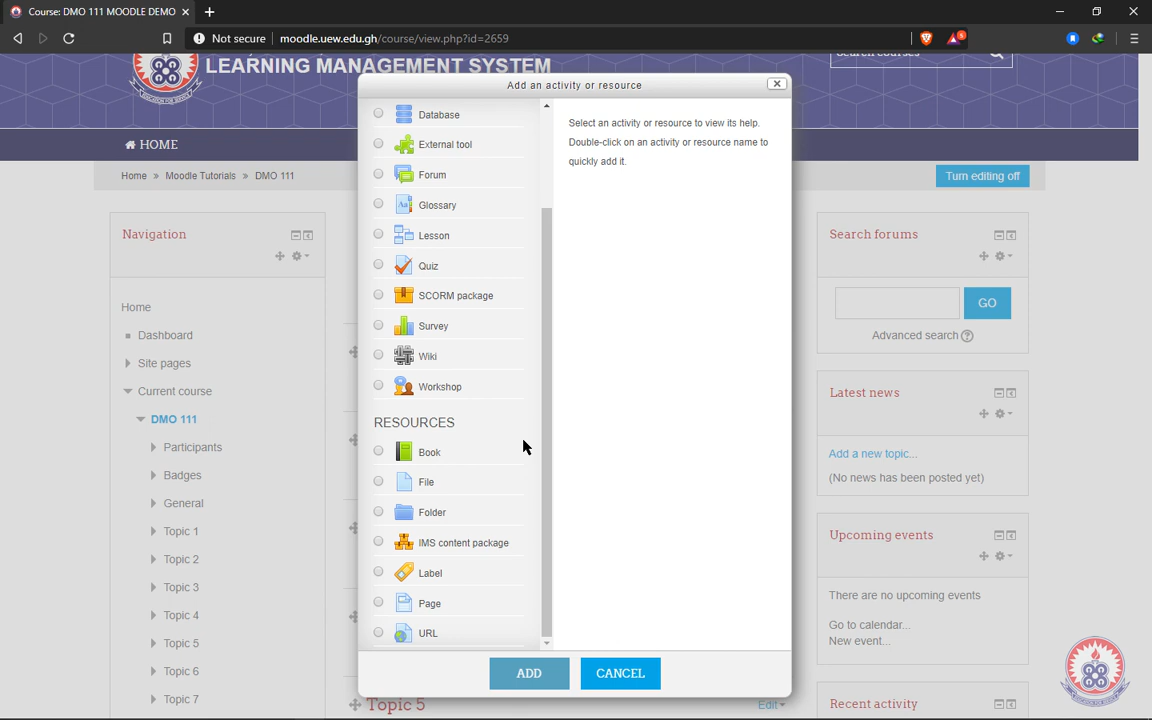 Course: DMO 111 MOODLE DEMO
Not secure
moodle.uew.edu.gh/course/view.php?id=2659
5
LEARNING MANAGEMENT SYSTEM
Search courses
HOME
Home » Moodle Tutorials » DMO 111
Turn editing off
Navigation
Home
Dashboard
Site pages
Current course
DMO 111
Participants
Badges
General
Topic 1
Topic 2
Topic 3
Topic 4
Topic 5
Topic 6
Topic 7
Add an activity or resource
Database
External tool
Forum
Glossary
Lesson
Quiz
SCORM package
Survey
Wiki
Workshop
RESOURCES
Book
File
Folder
IMS content package
Label
Page
URL
Select an activity or resource to view its help.
Double-click on an activity or resource name to
quickly add it.
ADD
CANCEL
Topic 5
Edit
Search forums
GO
Advanced search
Latest news
Add a new topic...
(No news has been posted yet)
Upcoming events
There are no upcoming events
Go to calendar...
New event...
Recent activity